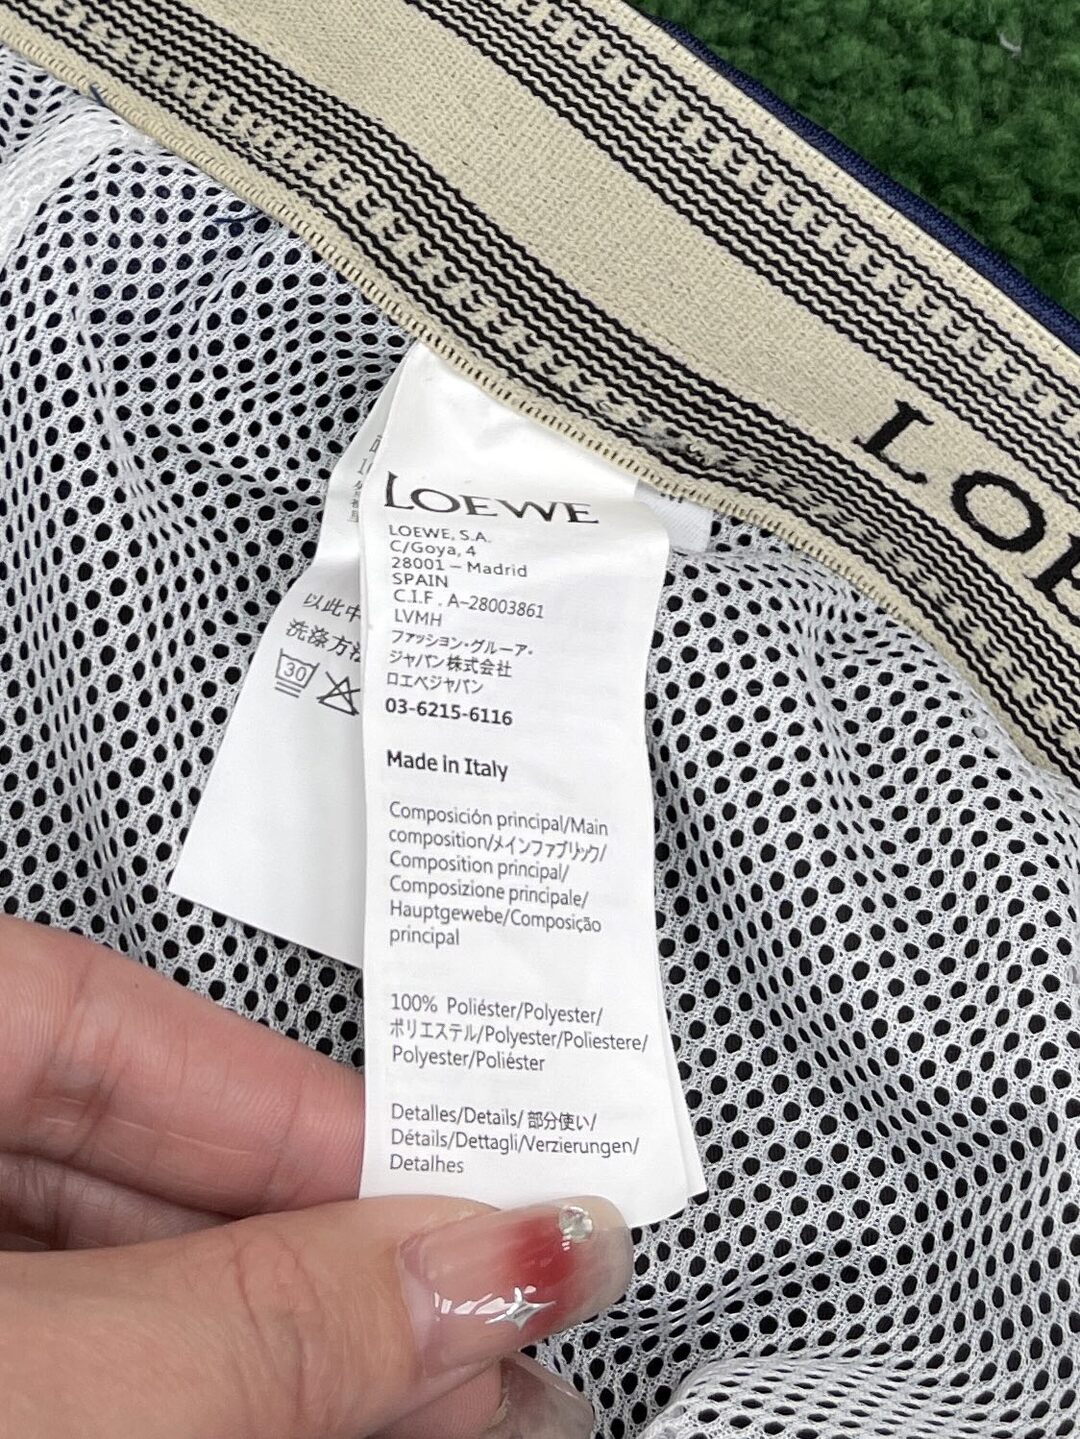 LOEWE
LOEWE
LOEWE, S.A.
C/Goya, 4
28001 – Madrid
SPAIN
C.I.F. A-28003861
LVMH
ファッション・グループ・
ジャパン株式会社
ロエベジャパン
03-6215-6116
Made in Italy
Composición principal/Main
composition/メインファブリック/
Composition principal/
Composizione principale/
Hauptgewebe/Composição
principal
100% Poliéster/Polyester/
ポリエステル/Polyester/Poliestere/
Polyester/Poliéster
Detalles/Details/ 部分使い/
Détails/Dettagli/Verzierungen/
Detalhes
以此中
洗涤方法
30